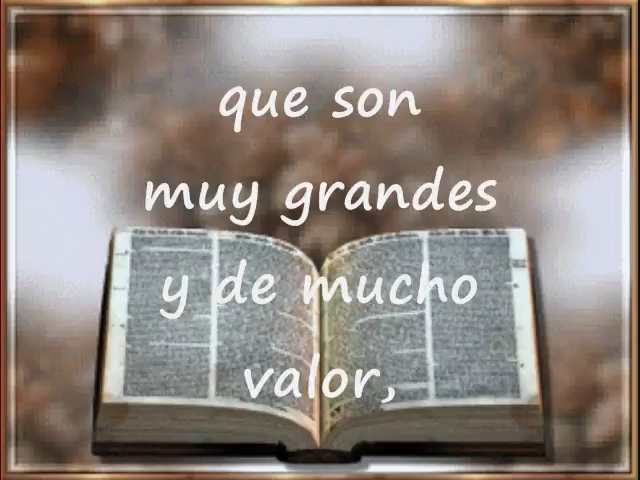 que son
muy grandes
y de mucho
valor,